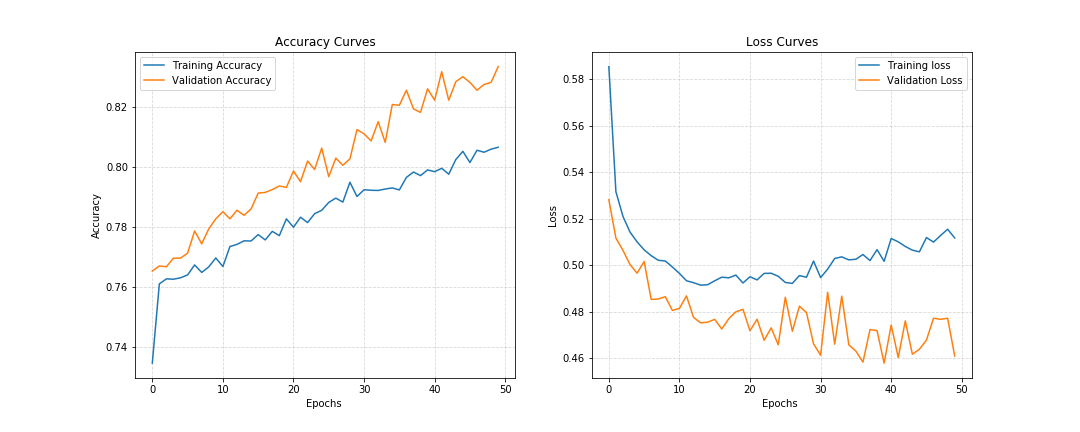 Accuracy Curves
Training Accuracy
Validation Accuracy
Accuracy
0.82
0.80
0.78
0.76
0.74
0 10 20 30 40 50
Epochs
Loss Curves
Training loss
Validation Loss
Loss
0.58
0.56
0.54
0.52
0.50
0.48
0.46
0 10 20 30 40 50
Epochs